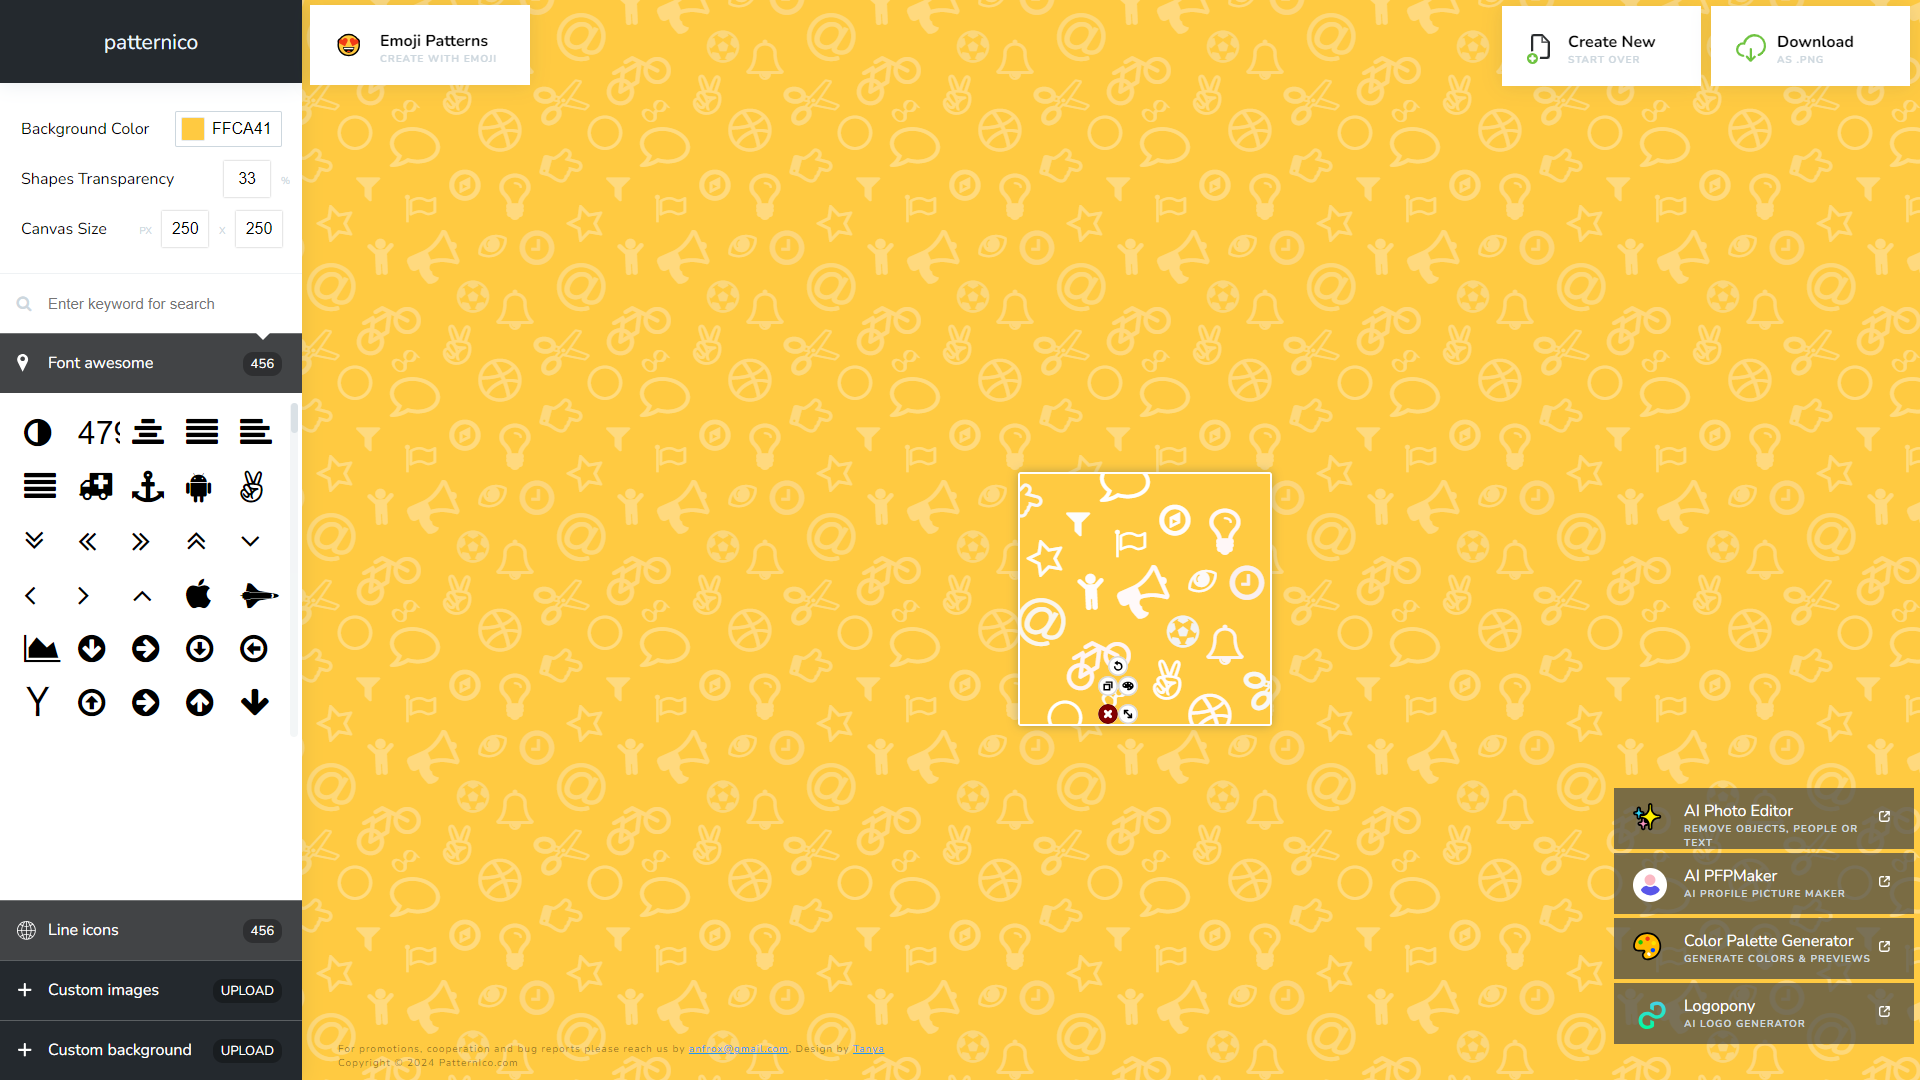 patternico
Emoji Patterns
CREATE WITH EMOJI
Create New
START OVER
Download
AS .PNG
Background Color FFCA41
Shapes Transparency 33 %
Canvas Size PX 250 X 250
Enter keyword for search
Font awesome 456
479
Line icons 456
Custom images UPLOAD
Custom background UPLOAD
AI Photo Editor
REMOVE OBJECTS, PEOPLE OR
TEXT
AI PFPMaker
AI PROFILE PICTURE MAKER
Color Palette Generator
GENERATE COLORS & PREVIEWS
Logopony
AI LOGO GENERATOR
For promotions, cooperation and bug reports please reach us by anfrox@gmail.com. Design by Tanya
Copyright © 2024 Patternico.com